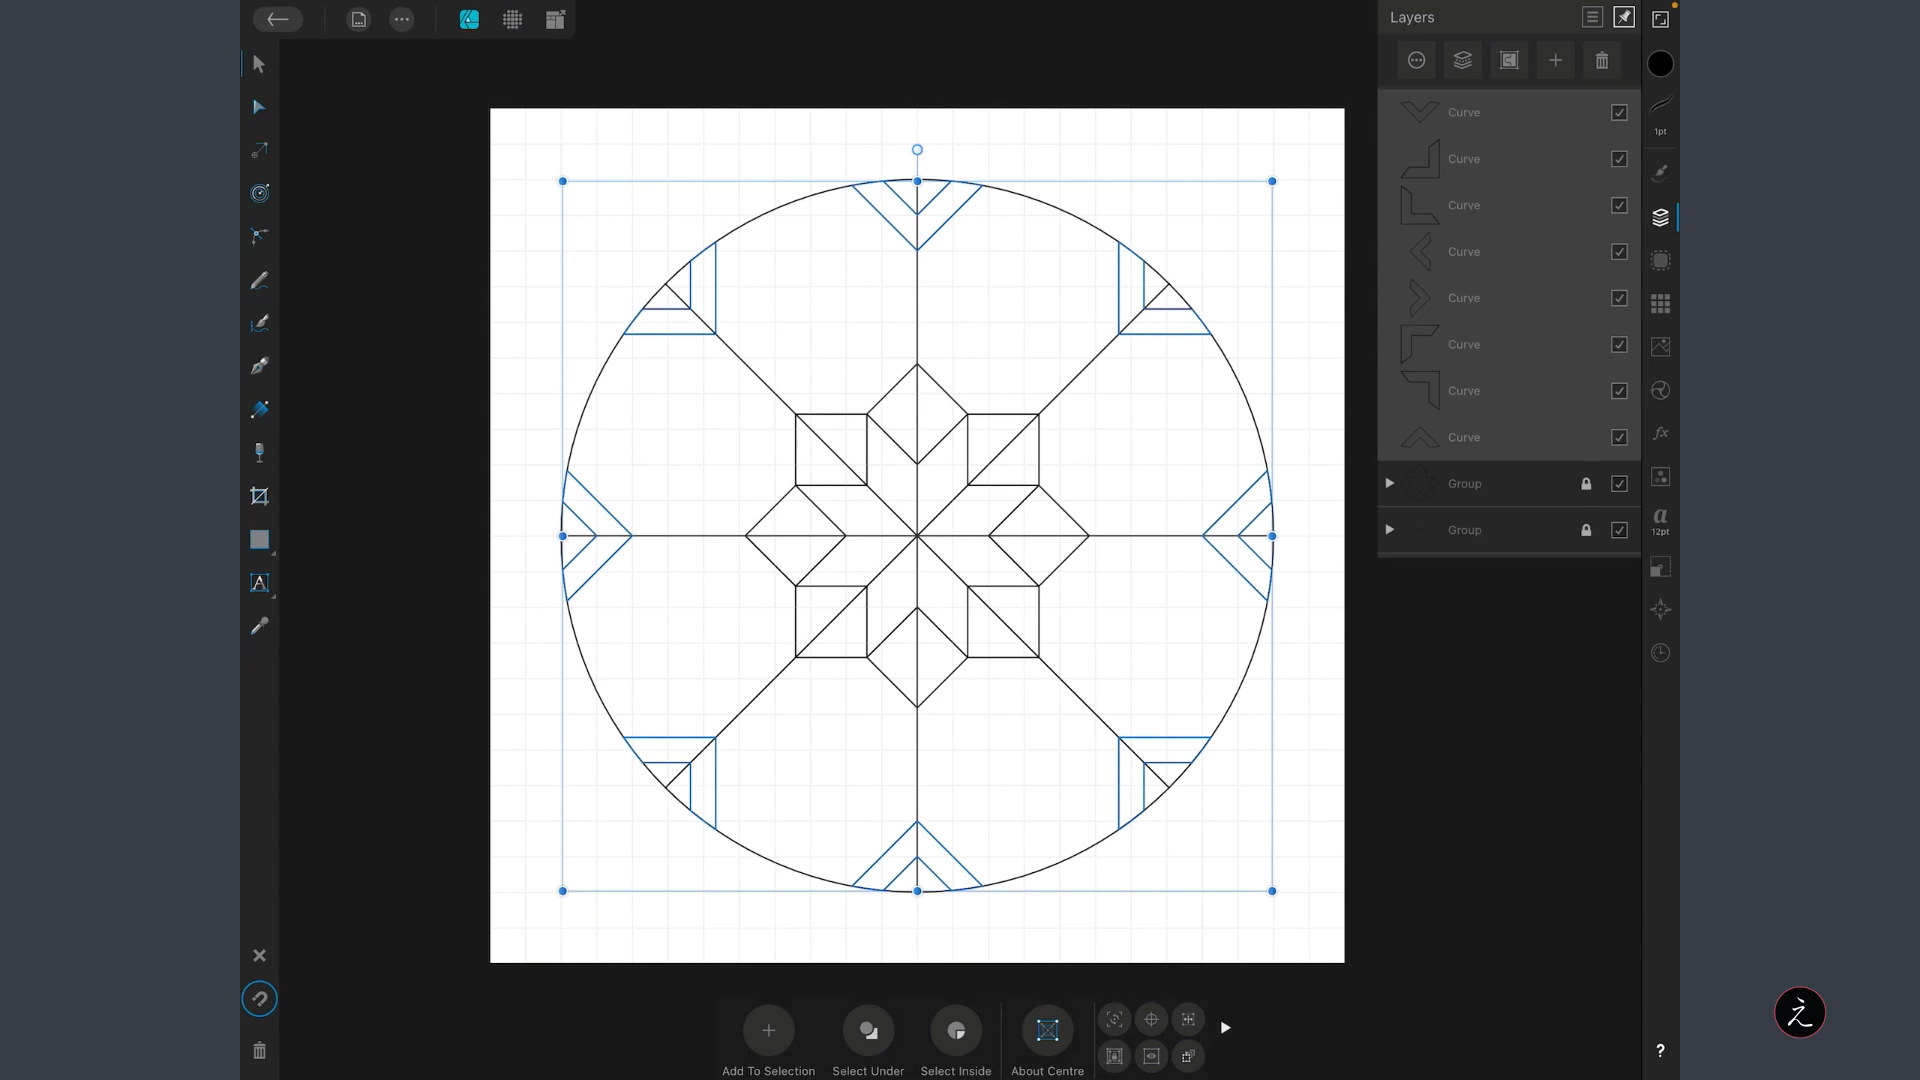 Layers
Curve
1pt
Curve
Curve
Curve
Curve
Curve
Curve
Curve
fx
Group
a
12pt
Group
A
?
Add To Selection
Select Under
Select Inside
About Centre